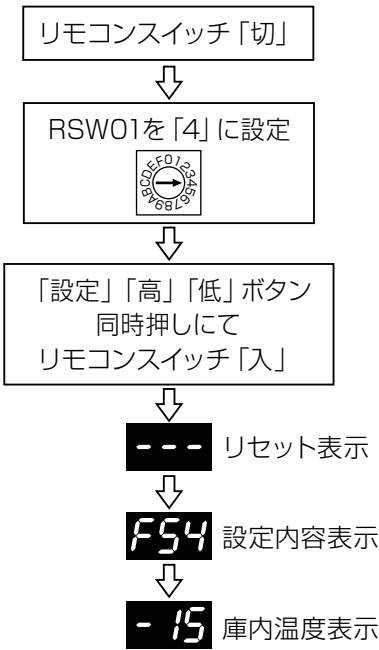 リモコンスイッチ「切」
RSW01を「4」に設定
0123456789ABCDEF
「設定」「高」「低」ボタン
同時押しにて
リモコンスイッチ「入」
--- リセット表示
FS4 設定内容表示
-15 庫内温度表示